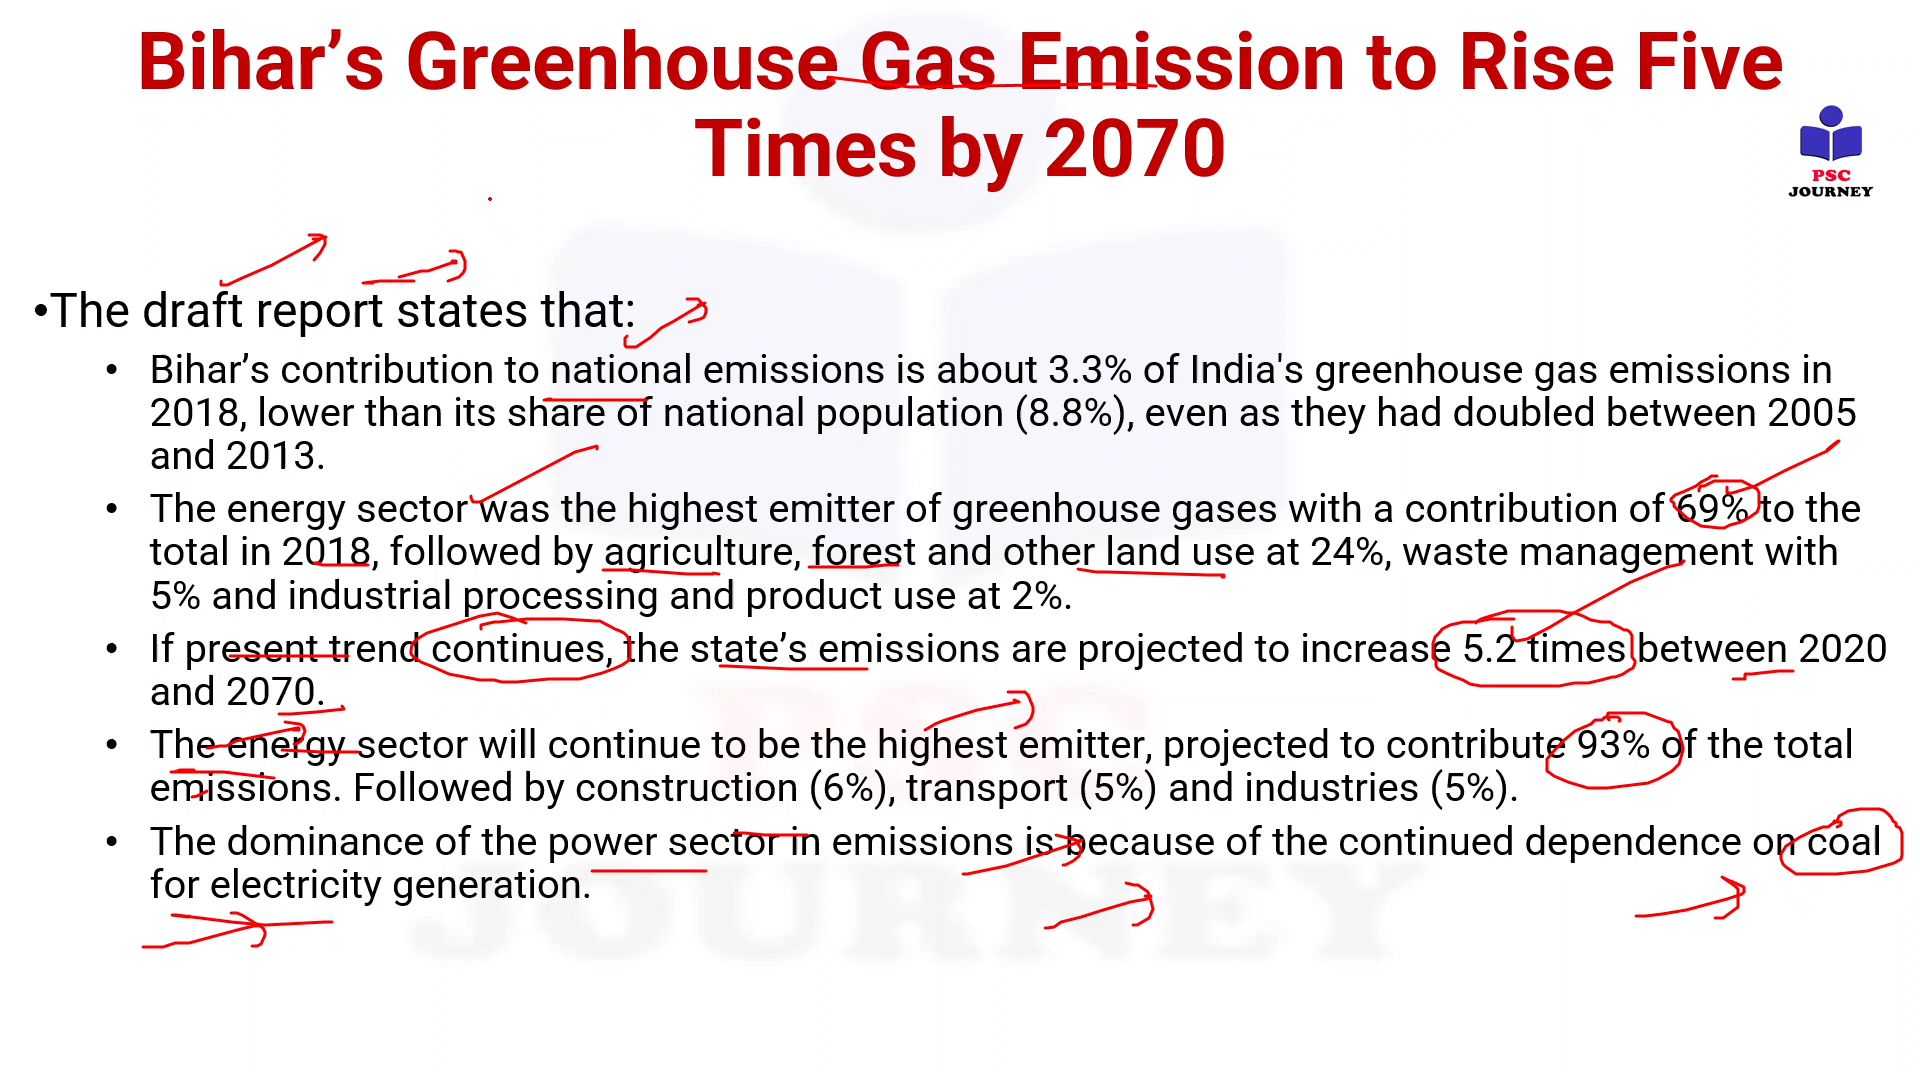 Bihar’s Greenhouse Gas Emission to Rise Five
Times by 2070
PSC
JOURNEY
•The draft report states that:
• Bihar’s contribution to national emissions is about 3.3% of India's greenhouse gas emissions in
2018, lower than its share of national population (8.8%), even as they had doubled between 2005
and 2013.
• The energy sector was the highest emitter of greenhouse gases with a contribution of 69% to the
total in 2018, followed by agriculture, forest and other land use at 24%, waste management with
5% and industrial processing and product use at 2%.
• If present trend continues, the state’s emissions are projected to increase 5.2 times between 2020
and 2070.
• The energy sector will continue to be the highest emitter, projected to contribute 93% of the total
emissions. Followed by construction (6%), transport (5%) and industries (5%).
• The dominance of the power sector in emissions is because of the continued dependence on coal
for electricity generation.
PSC
JOURNEY